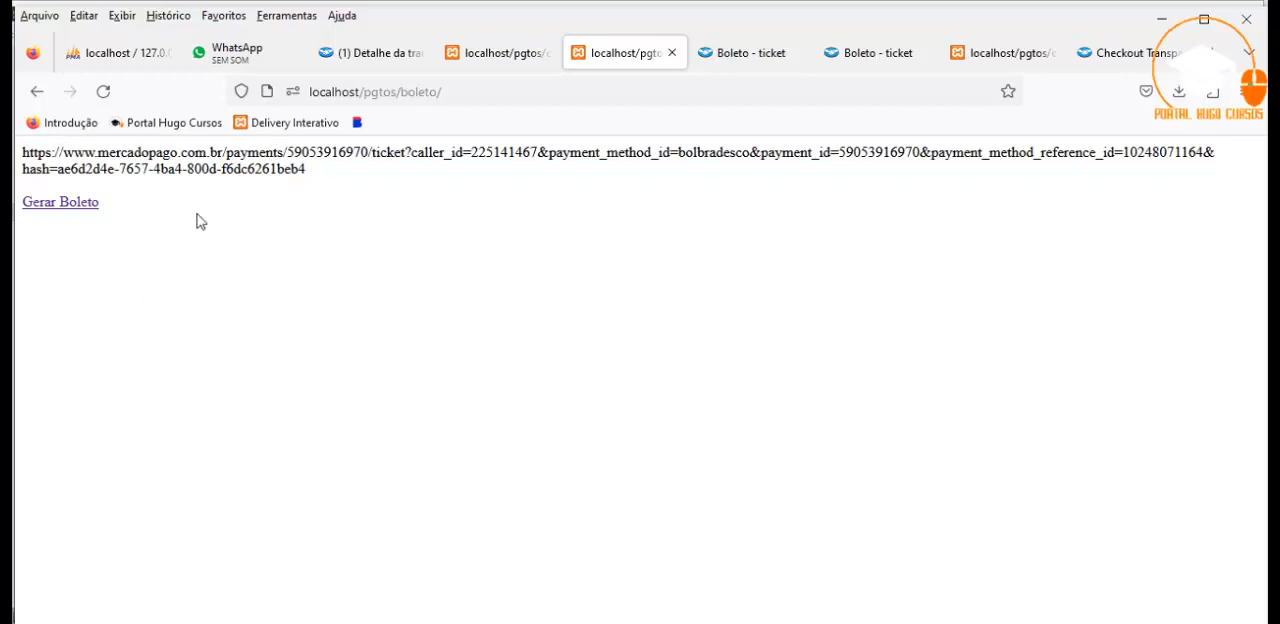 Arquivo Editar Exibir Histórico Favoritos Ferramentas Ajuda
localhost / 127.0.0 WhatsApp (1) Detalhe da tra localhost/pgtos/ localhost/pgto Boleto - ticket Boleto - ticket localhost/pgtos/ Checkout Transpa
SEM SOM
localhost/pgtos/boleto/
PORTAL HUGO CURSOS
Introdução Portal Hugo Cursos Delivery Interativo
https://www.mercadopago.com.br/payments/59053916970/ticket?caller_id=225141467&payment_method_id=bolbradesco&payment_id=59053916970&payment_method_reference_id=10248071164&
hash=ae6d2d4e-7657-4ba4-800d-f6dc6261beb4
Gerar Boleto